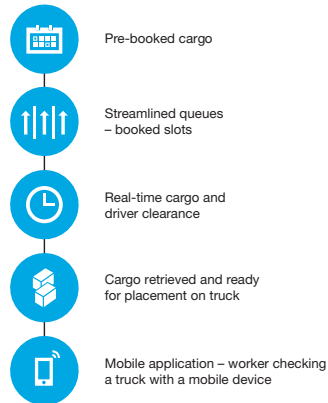 Pre-booked cargo
Streamlined queues
– booked slots
Real-time cargo and
driver clearance
Cargo retrieved and ready
for placement on truck
Mobile application – worker checking
a truck with a mobile device